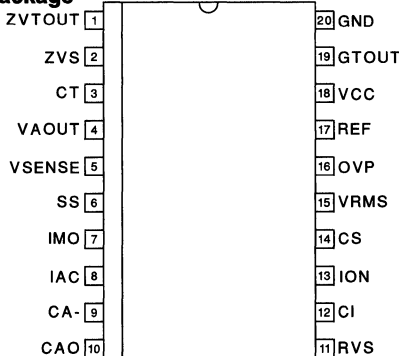 ackage
ZVTOUT 1 20 GND
ZVS 2 19 GTOUT
CT 3 18 VCC
VAOUT 4 17 REF
VSENSE 5 16 OVP
SS 6 15 VRMS
IMO 7 14 CS
IAC 8 13 ION
CA- 9 12 CI
CAO 10 11 RVS